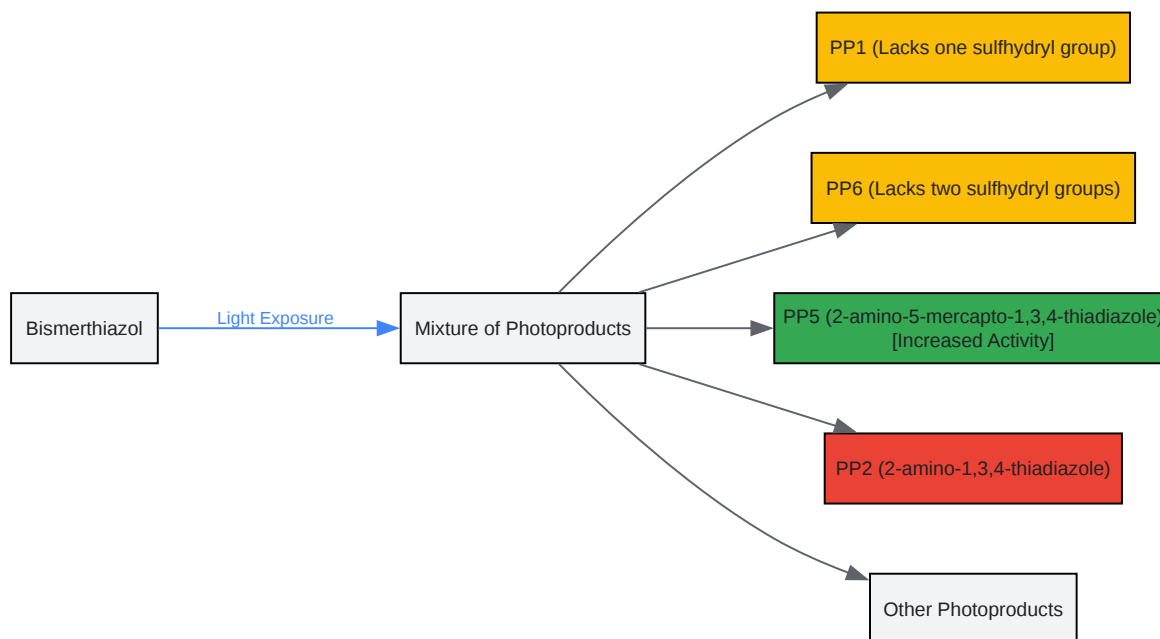 PP1 (Lacks one sulfhydryl group)
PP6 (Lacks two sulfhydryl groups)
Bismerthiazol
Light Exposure
Mixture of Photoproducts
PP5 (2-amino-5-mercapto-1,3,4-thiadiazole)
[Increased Activity]
PP2 (2-amino-1,3,4-thiadiazole)
Other Photoproducts